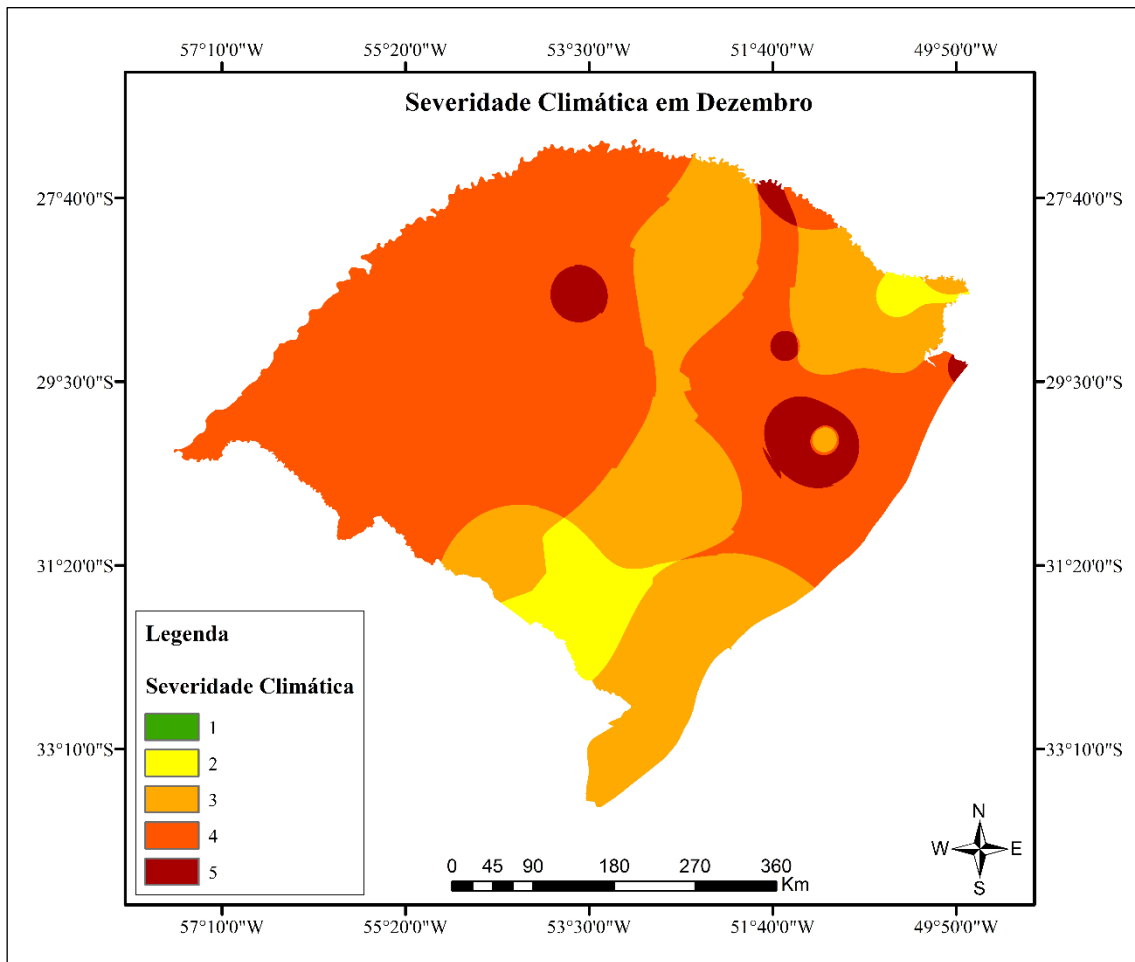 57°10'0"W 55°20'0"W 53°30'0"W 51°40'0"W 49°50'0"W
Severidade Climática em Dezembro
27°40'0"S 27°40'0"S
29°30'0"S 29°30'0"S
31°20'0"S 31°20'0"S
33°10'0"S 33°10'0"S
Legenda
Severidade Climática
1
2
3
4
5
N
W E
S
0 45 90 180 270 360
Km
57°10'0"W 55°20'0"W 53°30'0"W 51°40'0"W 49°50'0"W